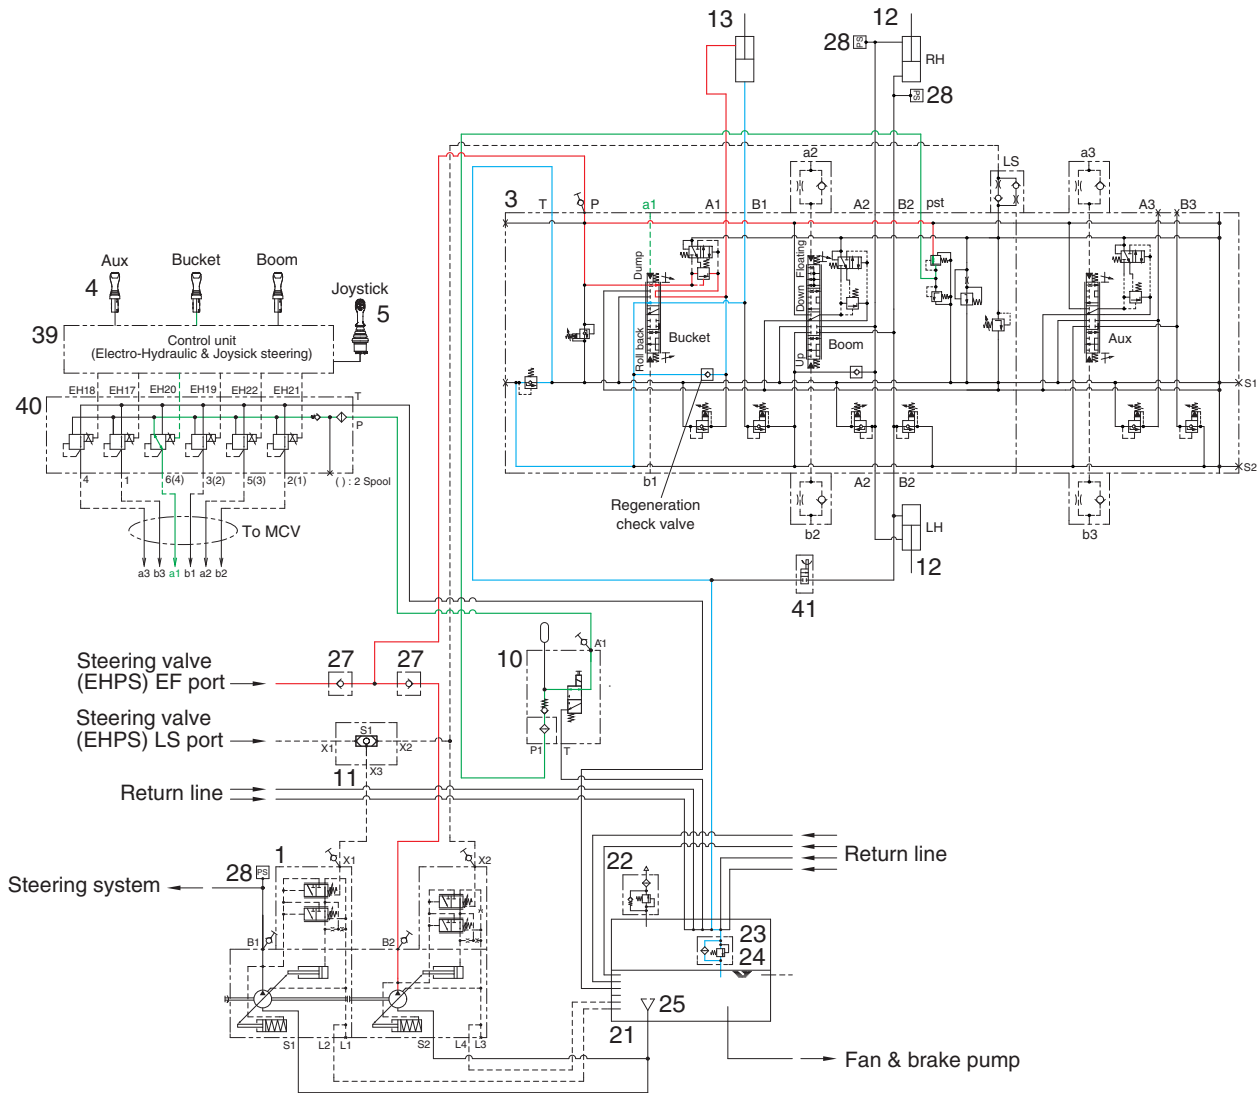 13
12
28
PS
RH
PS
28
a2
LS
a3
3
T
P
a1
A1
B1
A2
B2
pst
A3
B3
Aux
Bucket
Boom
4
Joystick
5
Dump
Down Floating
39
Control unit
(Electro-Hydraulic & Joysick steering)
Roll back
Bucket
Up
Boom
Aux
EH18
EH17
EH20
EH19
EH22
EH21
T
S1
40
P
4
1
6(4)
3(2)
5(3)
2(1)
( ) : 2 Spool
S2
b1
A2
B2
Regeneration
check valve
To MCV
LH
b2
b3
a3
b3
a1
b1
a2
b2
12
41
A1
10
Steering valve
(EHPS) EF port
27
27
Steering valve
(EHPS) LS port
S1
X1
X2
X3
P1
T
11
Return line
1
X1
X2
22
Return line
28
PS
Steering system
B1
B2
23
24
25
21
S1
L2
L1
S2
L4
L3
Fan & brake pump